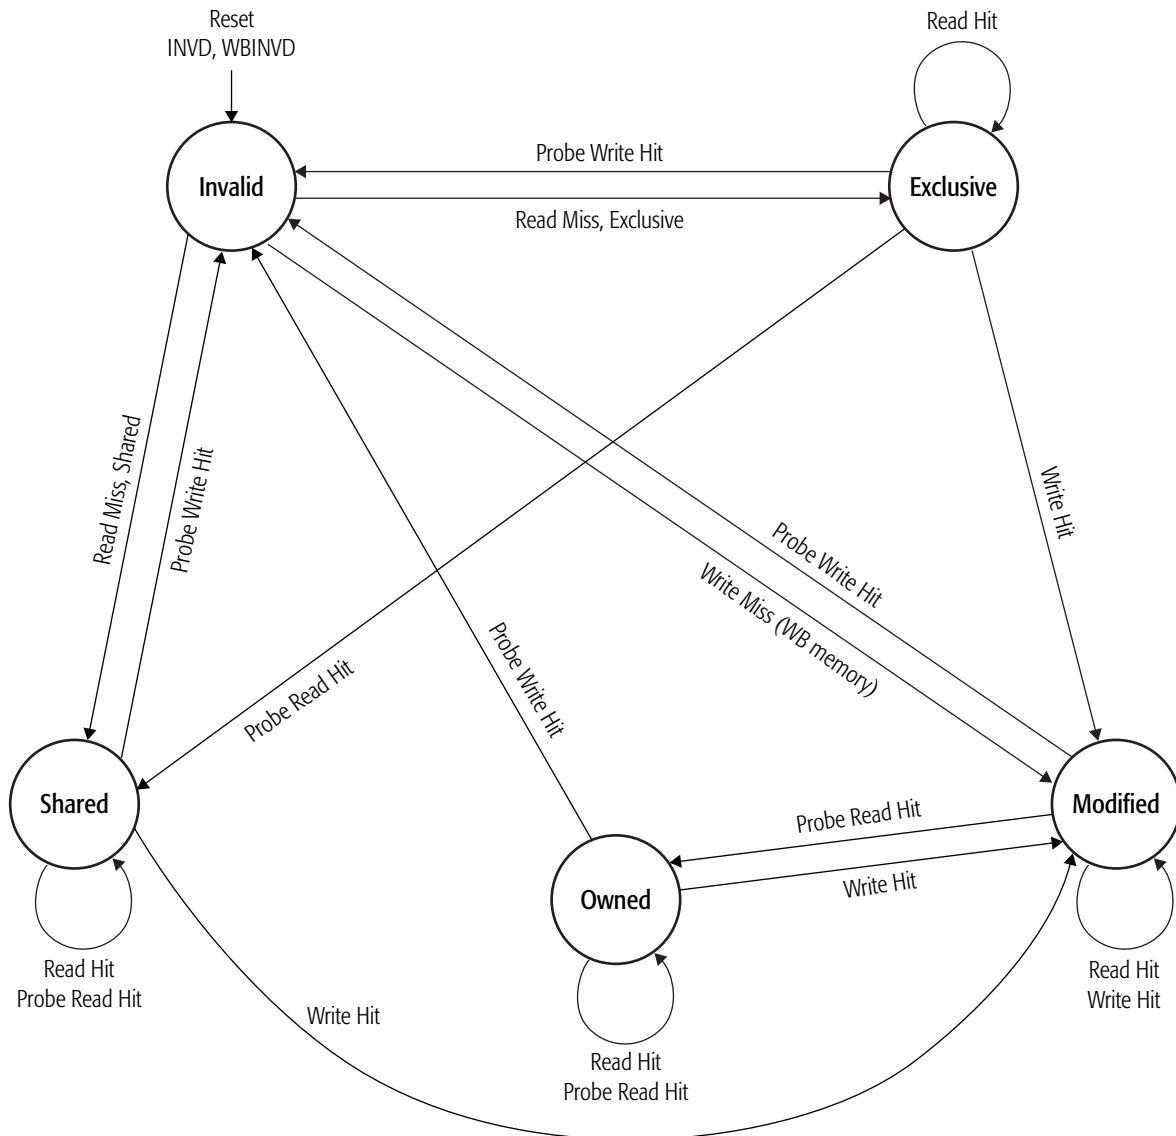 Reset
INVD, WBINVD
Read Hit
Probe Write Hit
Invalid
Exclusive
Read Miss, Exclusive
Read Miss, Shared
Probe Write Hit
Write Hit
Probe Write Hit
Write Miss (WB memory)
Probe Write Hit
Probe Read Hit
Shared
Modified
Probe Read Hit
Write Hit
Owned
Read Hit
Probe Read Hit
Read Hit
Write Hit
Write Hit
Read Hit
Probe Read Hit